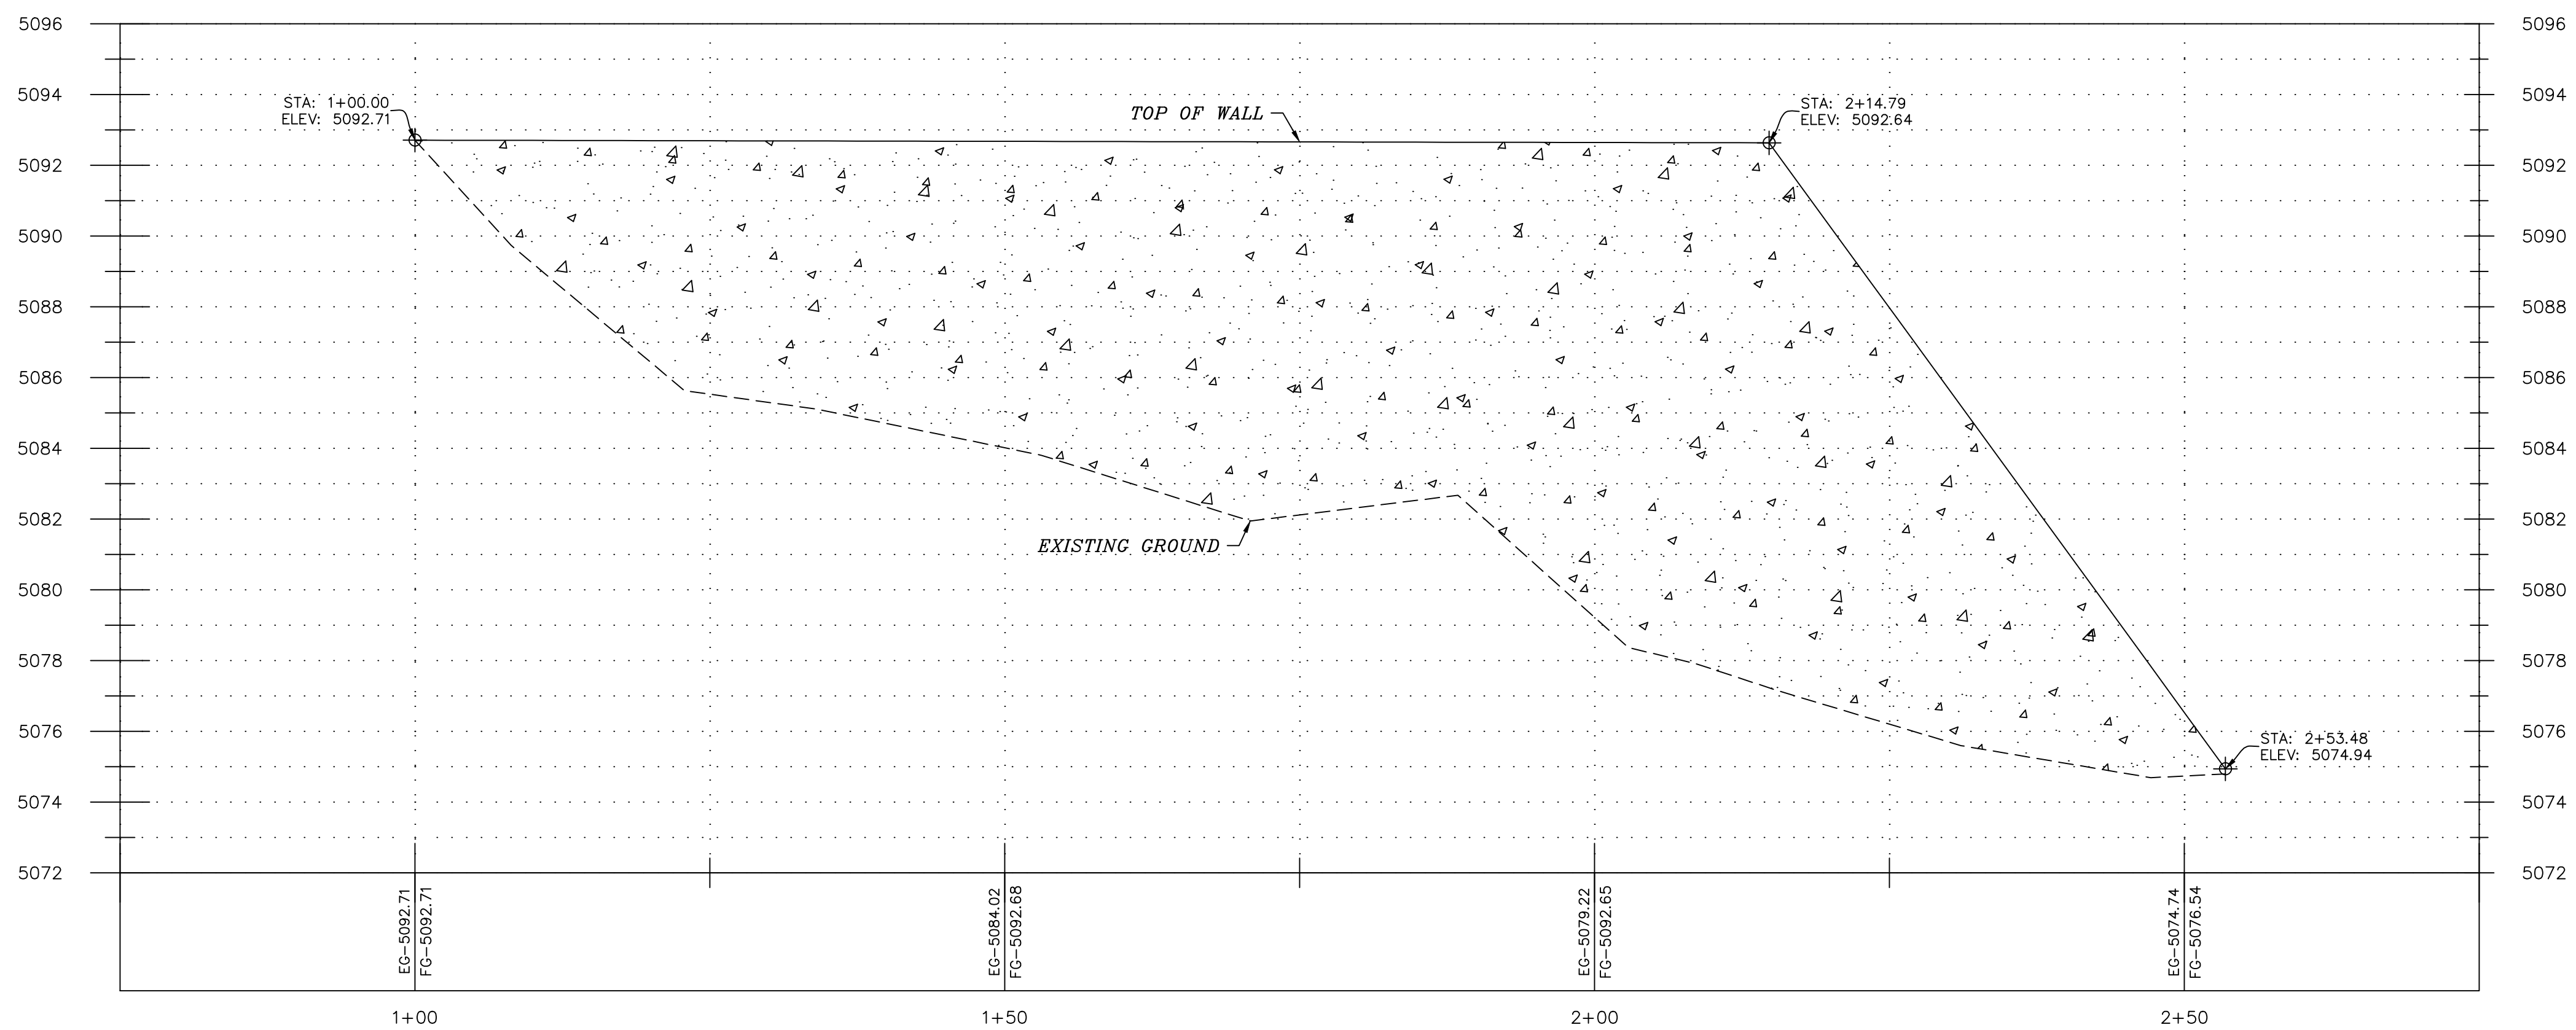 5096
5096
5094
5094
STA: 1+00.00
ELEV: 5092.71
TOP OF WALL
STA: 2+14.79
ELEV: 5092.64
5092
5092
5090
5090
5088
5088
5086
5086
5084
5084
5082
5082
EXISTING GROUND
5080
5080
5078
5078
5076
5076
STA: 2+53.48
ELEV: 5074.94
5074
5074
5072
5072
EG-5092.71
FG-5092.71
EG-5084.02
FG-5092.68
EG-5079.22
FG-5092.65
EG-5074.74
FG-5076.54
1+00
1+50
2+00
2+50